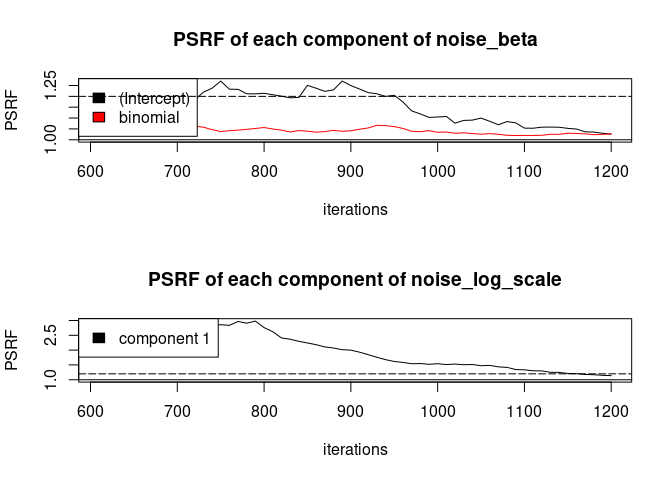 PSRF of each component of noise_beta
PSRF
1.00 1.25
(Intercept)
binomial
600 700 800 900 1000 1100 1200
iterations
PSRF of each component of noise_log_scale
PSRF
1.0 2.5
component 1
600 700 800 900 1000 1100 1200
iterations